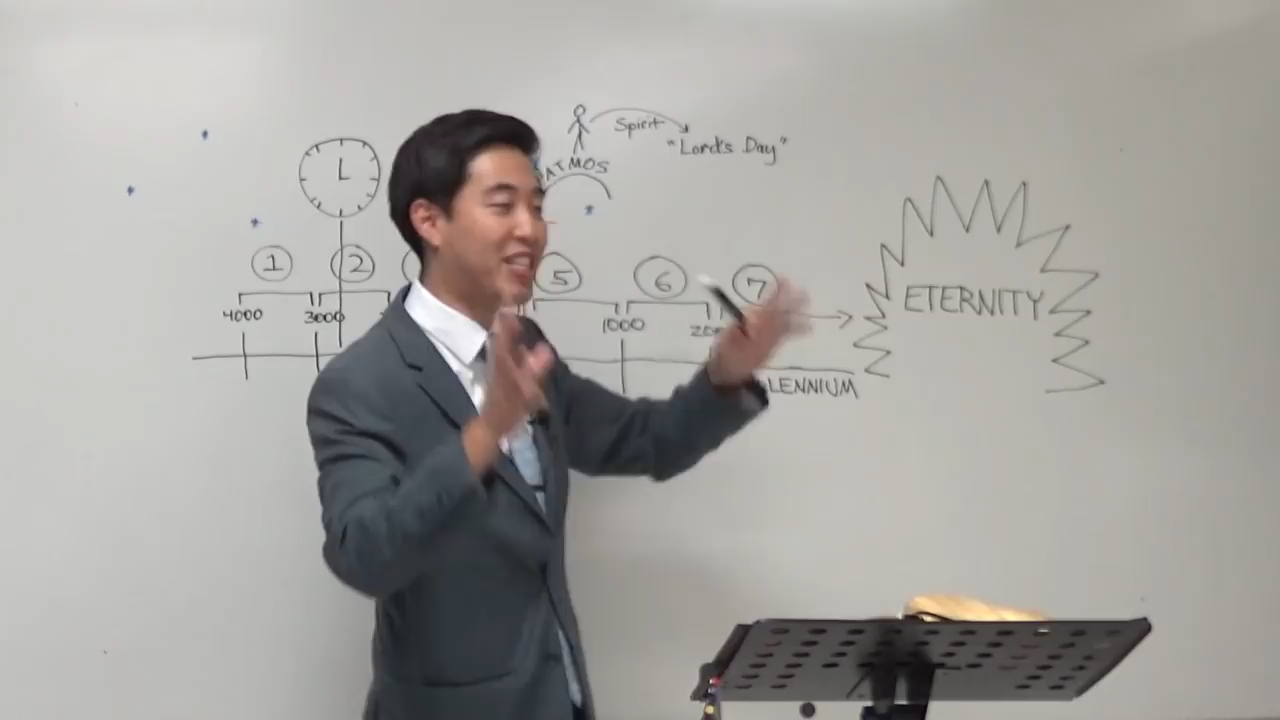 Spirit
"Lord's Day"
ATMOS
L
1 2 5 6 7
4000 3000 1000
ETERNITY
LENNIUM